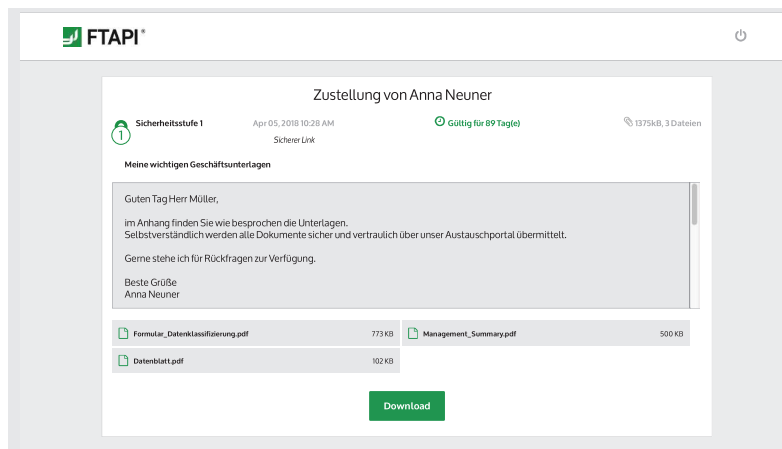 FTAPI®
Zustellung von Anna Neuner
1 Sicherheitsstufe 1 Apr 05, 2018 10:28 AM Gültig für 89 Tag(e) 1375kB, 3 Dateien
Sicherer Link
Meine wichtigen Geschäftsunterlagen
Guten Tag Herr Müller,
im Anhang finden Sie wie besprochen die Unterlagen.
Selbstverständlich werden alle Dokumente sicher und vertraulich über unser Austauschportal übermittelt.
Gerne stehe ich für Rückfragen zur Verfügung.
Beste Grüße
Anna Neuner
Formular_Datenklassifizierung.pdf 773 KB Management_Summary.pdf 500 KB
Datenblatt.pdf 102 KB
Download